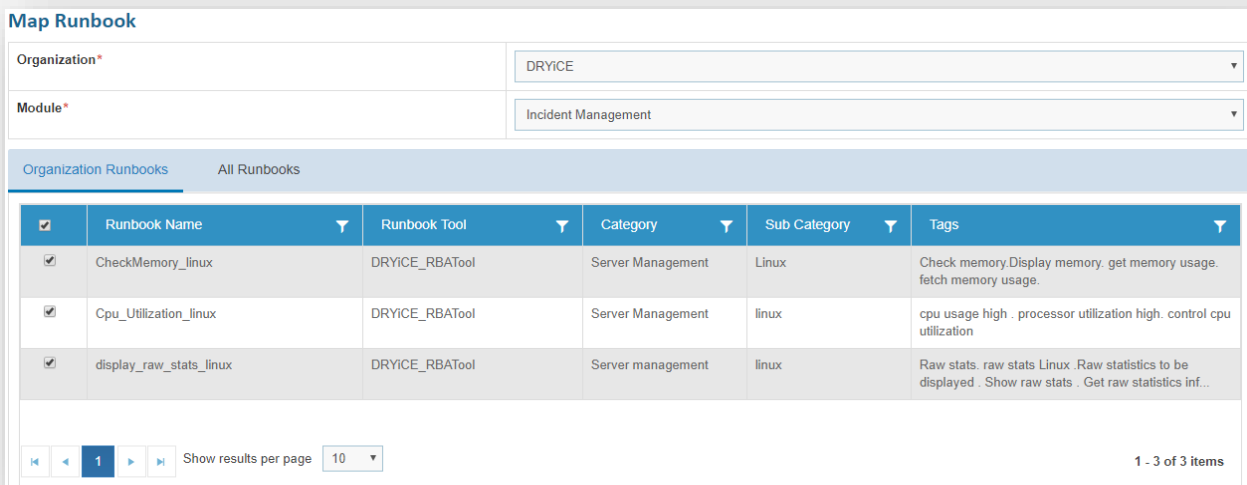 Map Runbook
Organization*
DRYiCE
Module*
Incident Management
Organization Runbooks All Runbooks
Runbook Name Runbook Tool Category Sub Category Tags
CheckMemory_linux DRYiCE_RBATool Server Management Linux Check memory.Display memory. get memory usage.
fetch memory usage.
Cpu_Utilization_linux DRYiCE_RBATool Server Management linux cpu usage high . processor utilization high. control cpu
utilization
display_raw_stats_linux DRYiCE_RBATool Server management linux Raw stats. raw stats Linux .Raw statistics to be
displayed . Show raw stats . Get raw statistics inf...
1 Show results per page 10 1 - 3 of 3 items